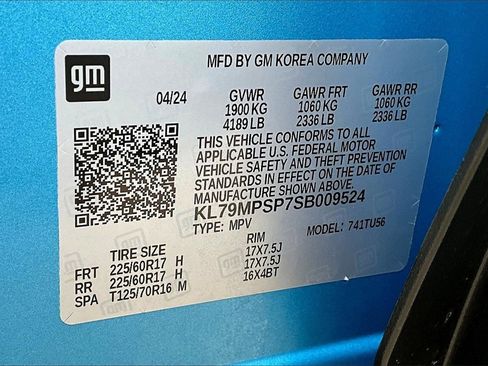 gm
MFD BY GM KOREA COMPANY
04/24
GVWR GAWR FRT GAWR RR
1900 KG 1060 KG 1060 KG
4189 LB 2336 LB 2336 LB
THIS VEHICLE CONFORMS TO ALL
APPLICABLE U.S. FEDERAL MOTOR
VEHICLE SAFETY AND THEFT PREVENTION
STANDARDS IN EFFECT ON THE DATE OF
MANUFACTURE SHOWN ABOVE.
KL79MPSP7SB009524
TYPE: MPV MODEL: 741TU56
TIRE SIZE RIM
FRT 225/60R17 H 17X7.5J
RR 225/60R17 H 17X7.5J
SPA T125/70R16 M 16X4BT